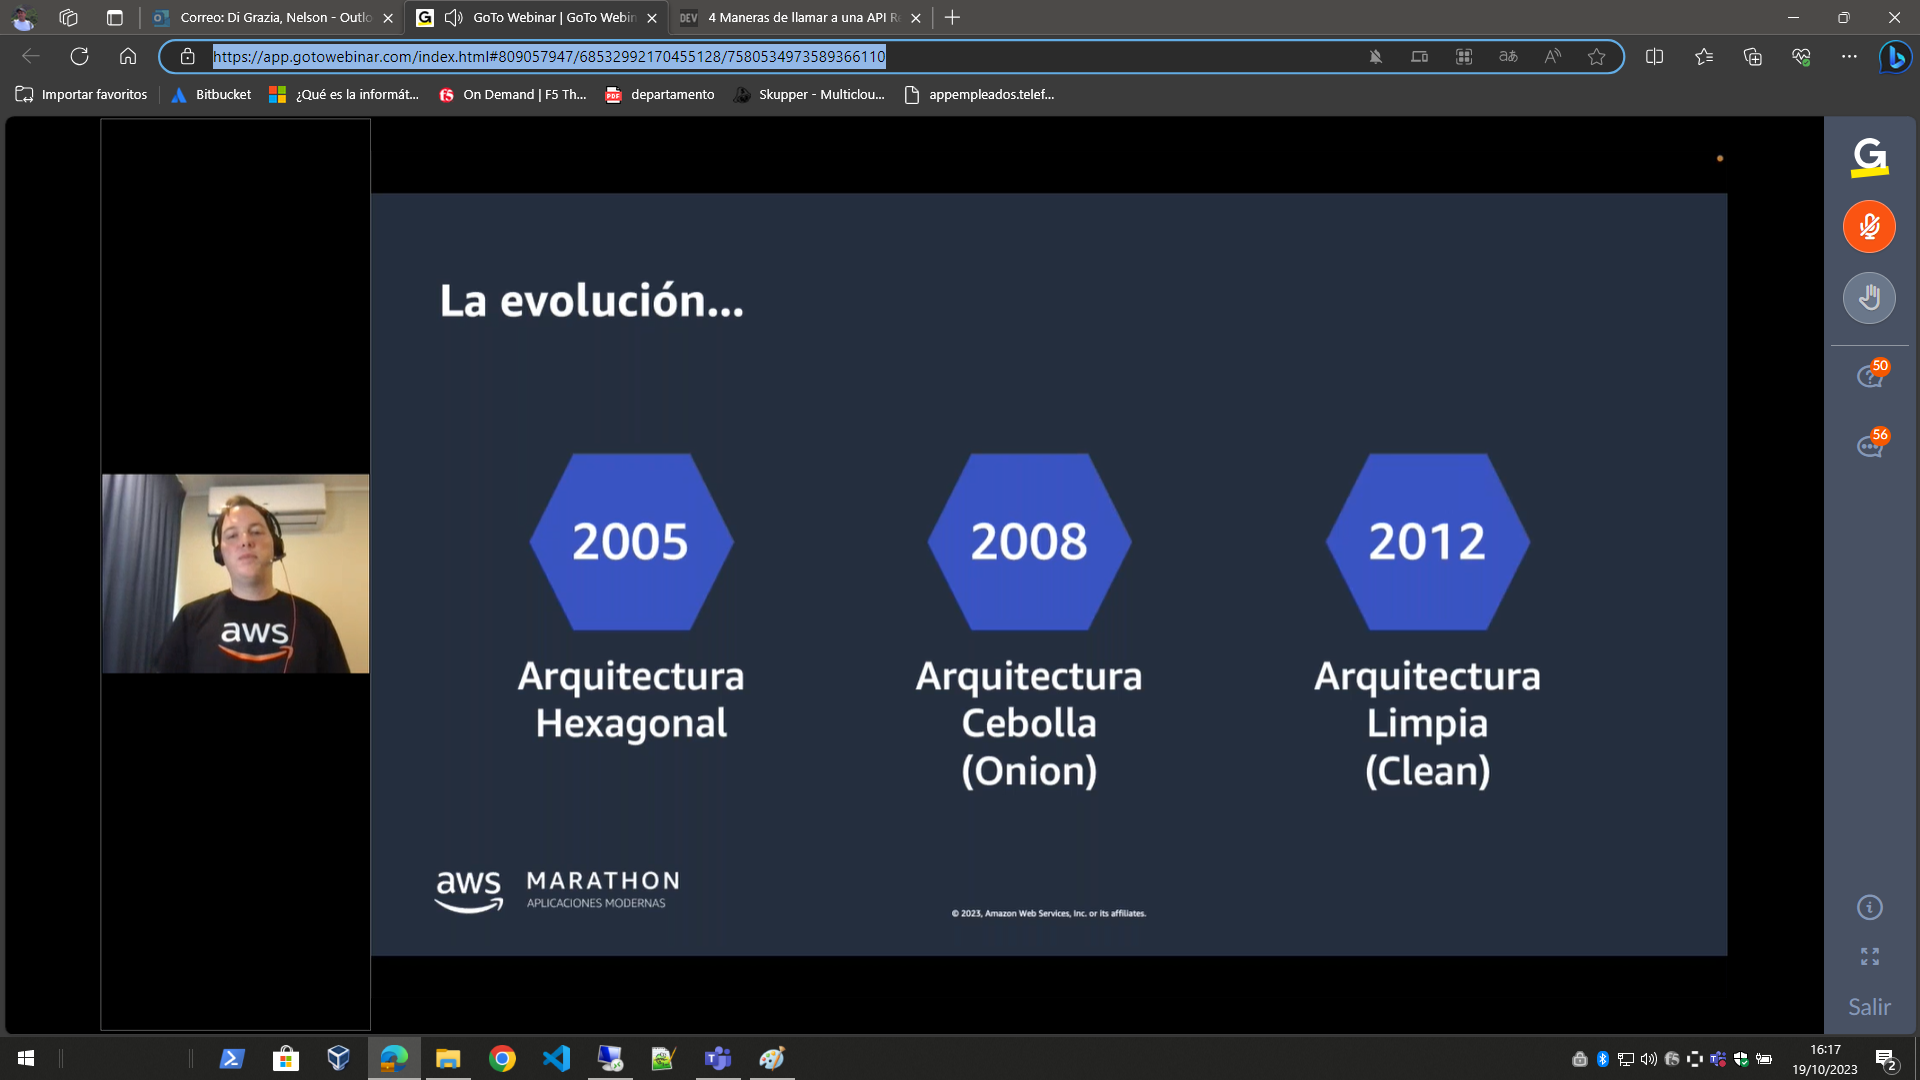 Correo: Di Grazia, Nelson - Outlo
GoTo Webinar | GoTo Webin
DEV
4 Maneras de llamar a una API Re
https://app.gotowebinar.com/index.html#809057947/68532992170455128/7580534973589366110
Importar favoritos
Bitbucket
¿Qué es la informát...
On Demand | F5 Th...
departamento
Skupper - Multiclou...
appempleados.telef...
La evolución...
2005
2008
2012
Arquitectura
Hexagonal
Arquitectura
Cebolla
(Onion)
Arquitectura
Limpia
(Clean)
aws
aws
MARATHON
APLICACIONES MODERNAS
© 2023, Amazon Web Services, Inc. or its affiliates.
50
56
Salir
16:17
19/10/2023
2